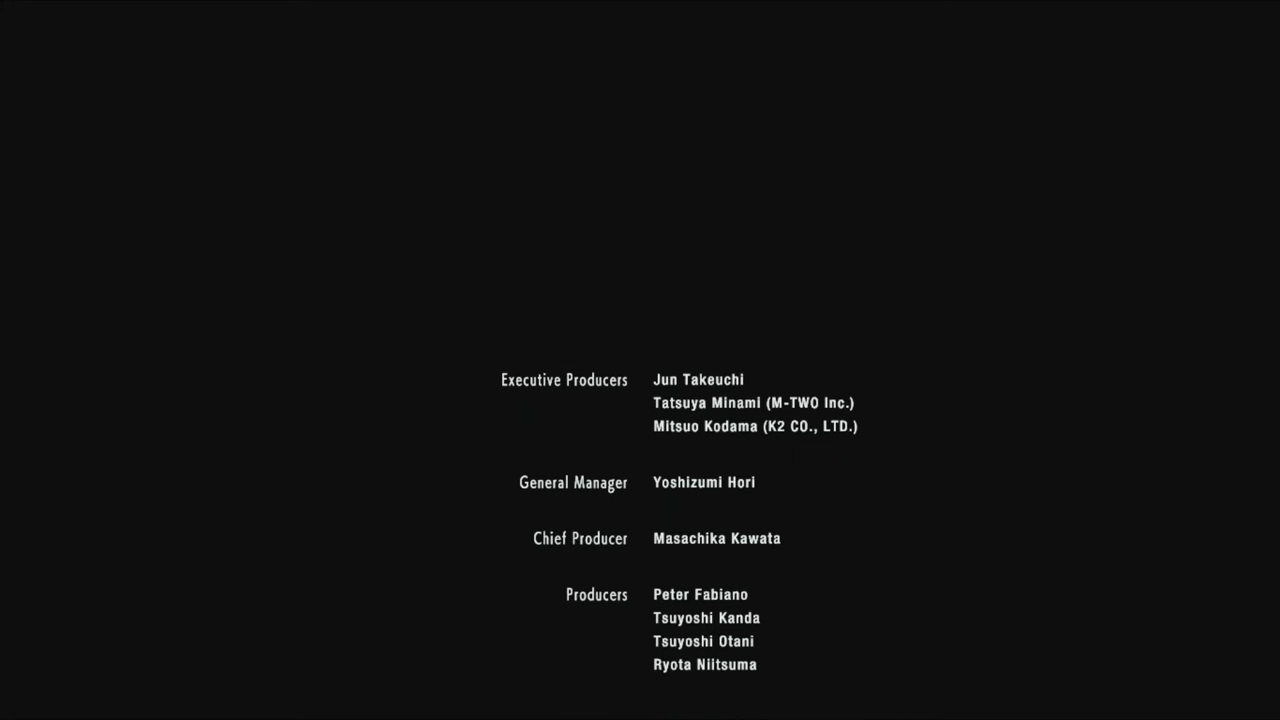 Executive Producers Jun Takeuchi
Tatsuya Minami (M-TWO Inc.)
Mitsuo Kodama (K2 CO., LTD.)
General Manager Yoshizumi Hori
Chief Producer Masachika Kawata
Producers Peter Fabiano
Tsuyoshi Kanda
Tsuyoshi Otani
Ryota Niitsuma